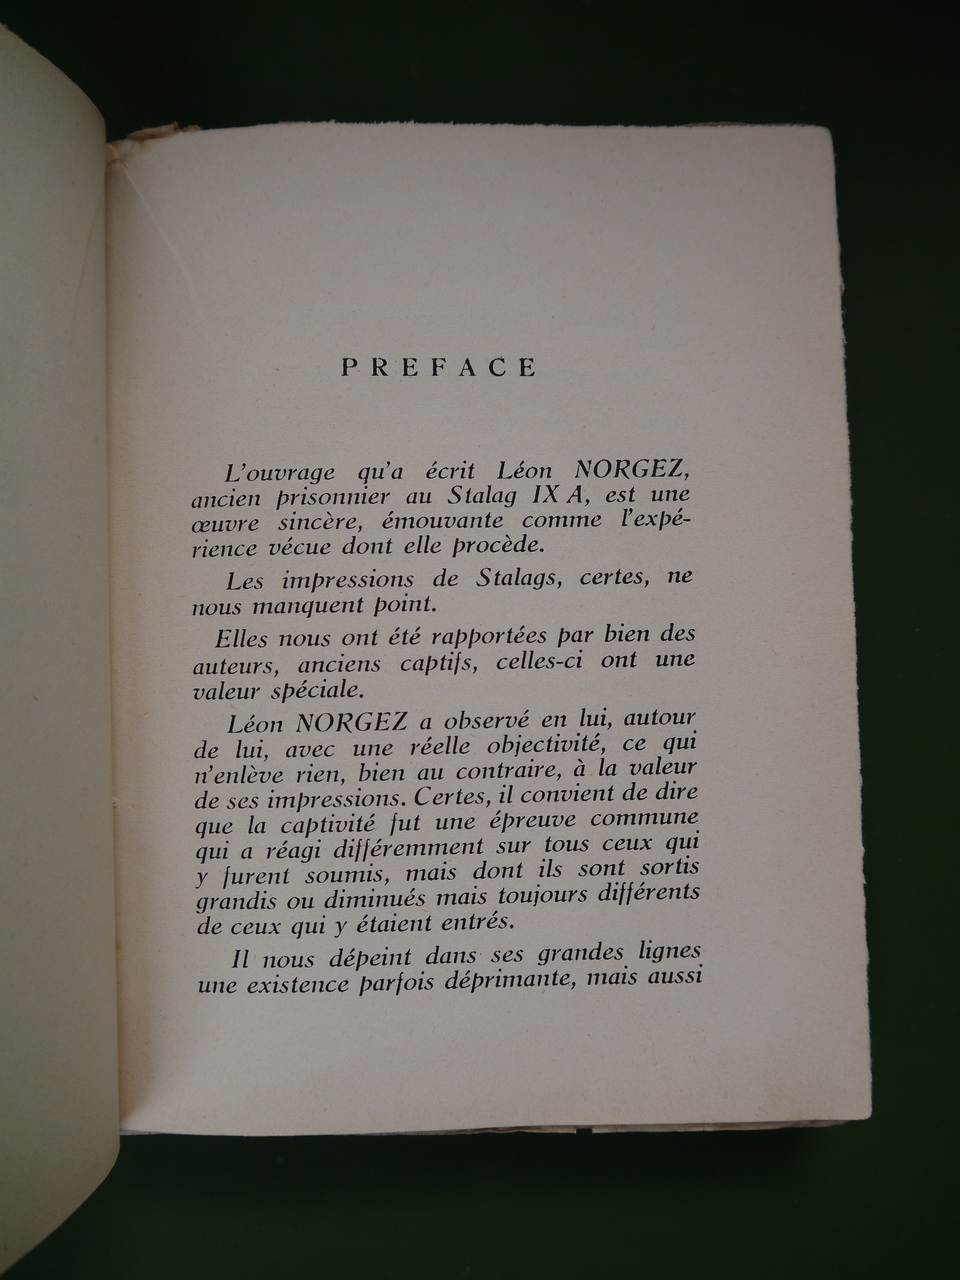 PREFACE
L'ouvrage qu'a écrit Léon NORGEZ,
ancien prisonnier au Stalag IX A, est une
œuvre sincère, émouvante comme l'expé-
rience vécue dont elle procède.
Les impressions de Stalags, certes, ne
nous manquent point.
Elles nous ont été rapportées par bien des
auteurs, anciens captifs, celles-ci ont une
valeur spéciale.
Léon NORGEZ a observé en lui, autour
de lui, avec une réelle objectivité, ce qui
n'enlève rien, bien au contraire, à la valeur
de ses impressions. Certes, il convient de dire
que la captivité fut une épreuve commune
qui a réagi différemment sur tous ceux qui
y furent soumis, mais dont ils sont sortis
grandis ou diminués mais toujours différents
de ceux qui y étaient entrés.
Il nous dépeint dans ses grandes lignes
une existence parfois déprimante, mais aussi